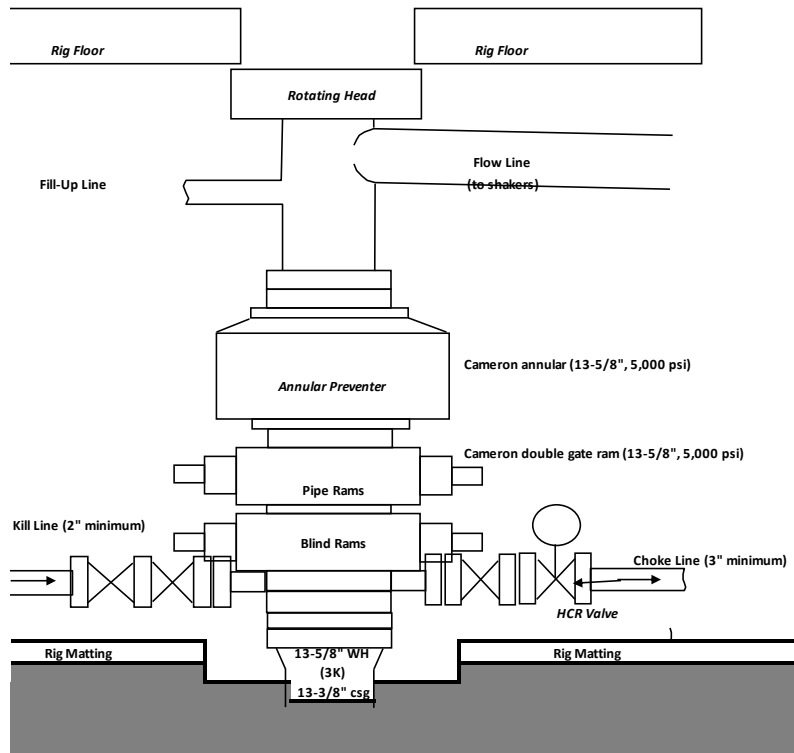 Rig Floor
Rig Floor
Rotating Head
Flow Line
(to shakers)
Fill-Up Line
Cameron annular (13-5/8", 5,000 psi)
Annular Preventer
Cameron double gate ram (13-5/8", 5,000 psi)
Pipe Rams
Kill Line (2" minimum)
Blind Rams
Choke Line (3" minimum)
HCR Valve
Rig Matting
13-5/8" WH
(3K)
13-3/8" csg
Rig Matting